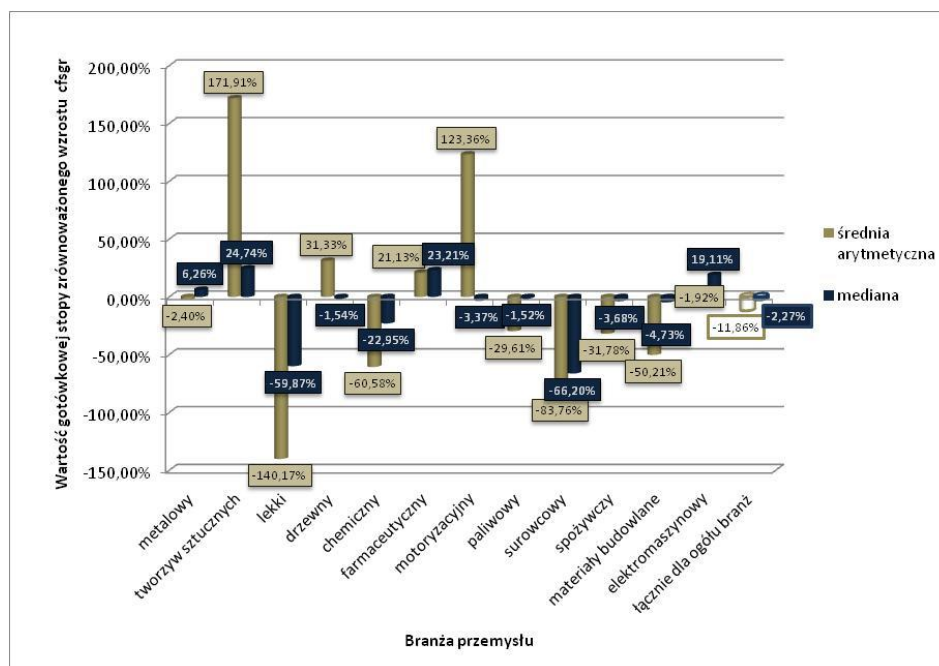 Wartość gotówkowej stopy zrównoważonego wzrostu cfsgr
200,00%
150,00%
100,00%
50,00%
0,00%
-50,00%
-100,00%
-150,00%
171,91%
123,36%
31,33%
21,13%
23,21%
24,74%
19,11%
6,26%
-2,40%
-1,54%
-3,37%
-1,52%
-3,68%
-4,73%
-1,92%
-11,86%
-2,27%
-22,95%
-29,61%
-31,78%
-50,21%
-59,87%
-60,58%
-66,20%
-83,76%
-140,17%
średnia
arytmetyczna
mediana
metalowy
tworzyw sztucznych
lekki
drzewny
chemiczny
farmaceutyczny
motoryzacyjny
paliwowy
surowcowy
spożywczy
materiały budowlane
elektromaszynowy
łącznie dla ogółu branż
Branża przemysłu